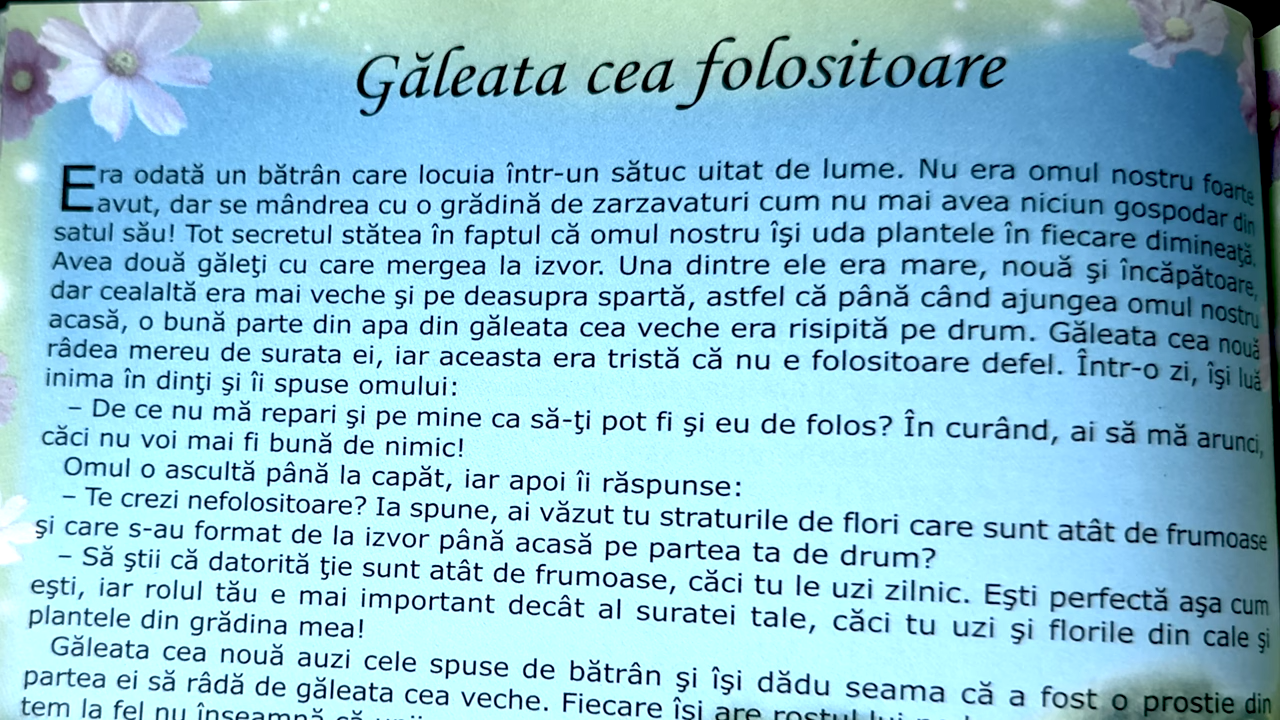 Găleata cea folositoare
Era odată un bătrân care locuia într-un sătuc uitat de lume. Nu era omul nostru foarte
avut, dar se mândrea cu o grădină de zarzavaturi cum nu mai avea niciun gospodar din
satul său! Tot secretul stătea în faptul că omul nostru îşi uda plantele în fiecare dimineaţă.
Avea două găleţi cu care mergea la izvor. Una dintre ele era mare, nouă şi încăpătoare,
dar cealaltă era mai veche şi pe deasupra spartă, astfel că până când ajungea omul nostru
acasă, o bună parte din apa din găleata cea veche era risipită pe drum. Găleata cea nouă
râdea mereu de surata ei, iar aceasta era tristă că nu e folositoare defel. Într-o zi, îşi luă
inima în dinţi şi îi spuse omului:
– De ce nu mă repari şi pe mine ca să-ţi pot fi şi eu de folos? În curând, ai să mă arunci,
căci nu voi mai fi bună de nimic!
Omul o ascultă până la capăt, iar apoi îi răspunse:
– Te crezi nefolositoare? Ia spune, ai văzut tu straturile de flori care sunt atât de frumoase
şi care s-au format de la izvor până acasă pe partea ta de drum?
– Să ştii că datorită ţie sunt atât de frumoase, căci tu le uzi zilnic. Eşti perfectă aşa cum
eşti, iar rolul tău e mai important decât al suratei tale, căci tu uzi şi florile din cale şi
plantele din grădina mea!
Găleata cea nouă auzi cele spuse de bătrân şi îşi dădu seama că a fost o prostie din
partea ei să râdă de găleata cea veche. Fiecare îşi are rostul lui
tem la fel nu înseamnă că